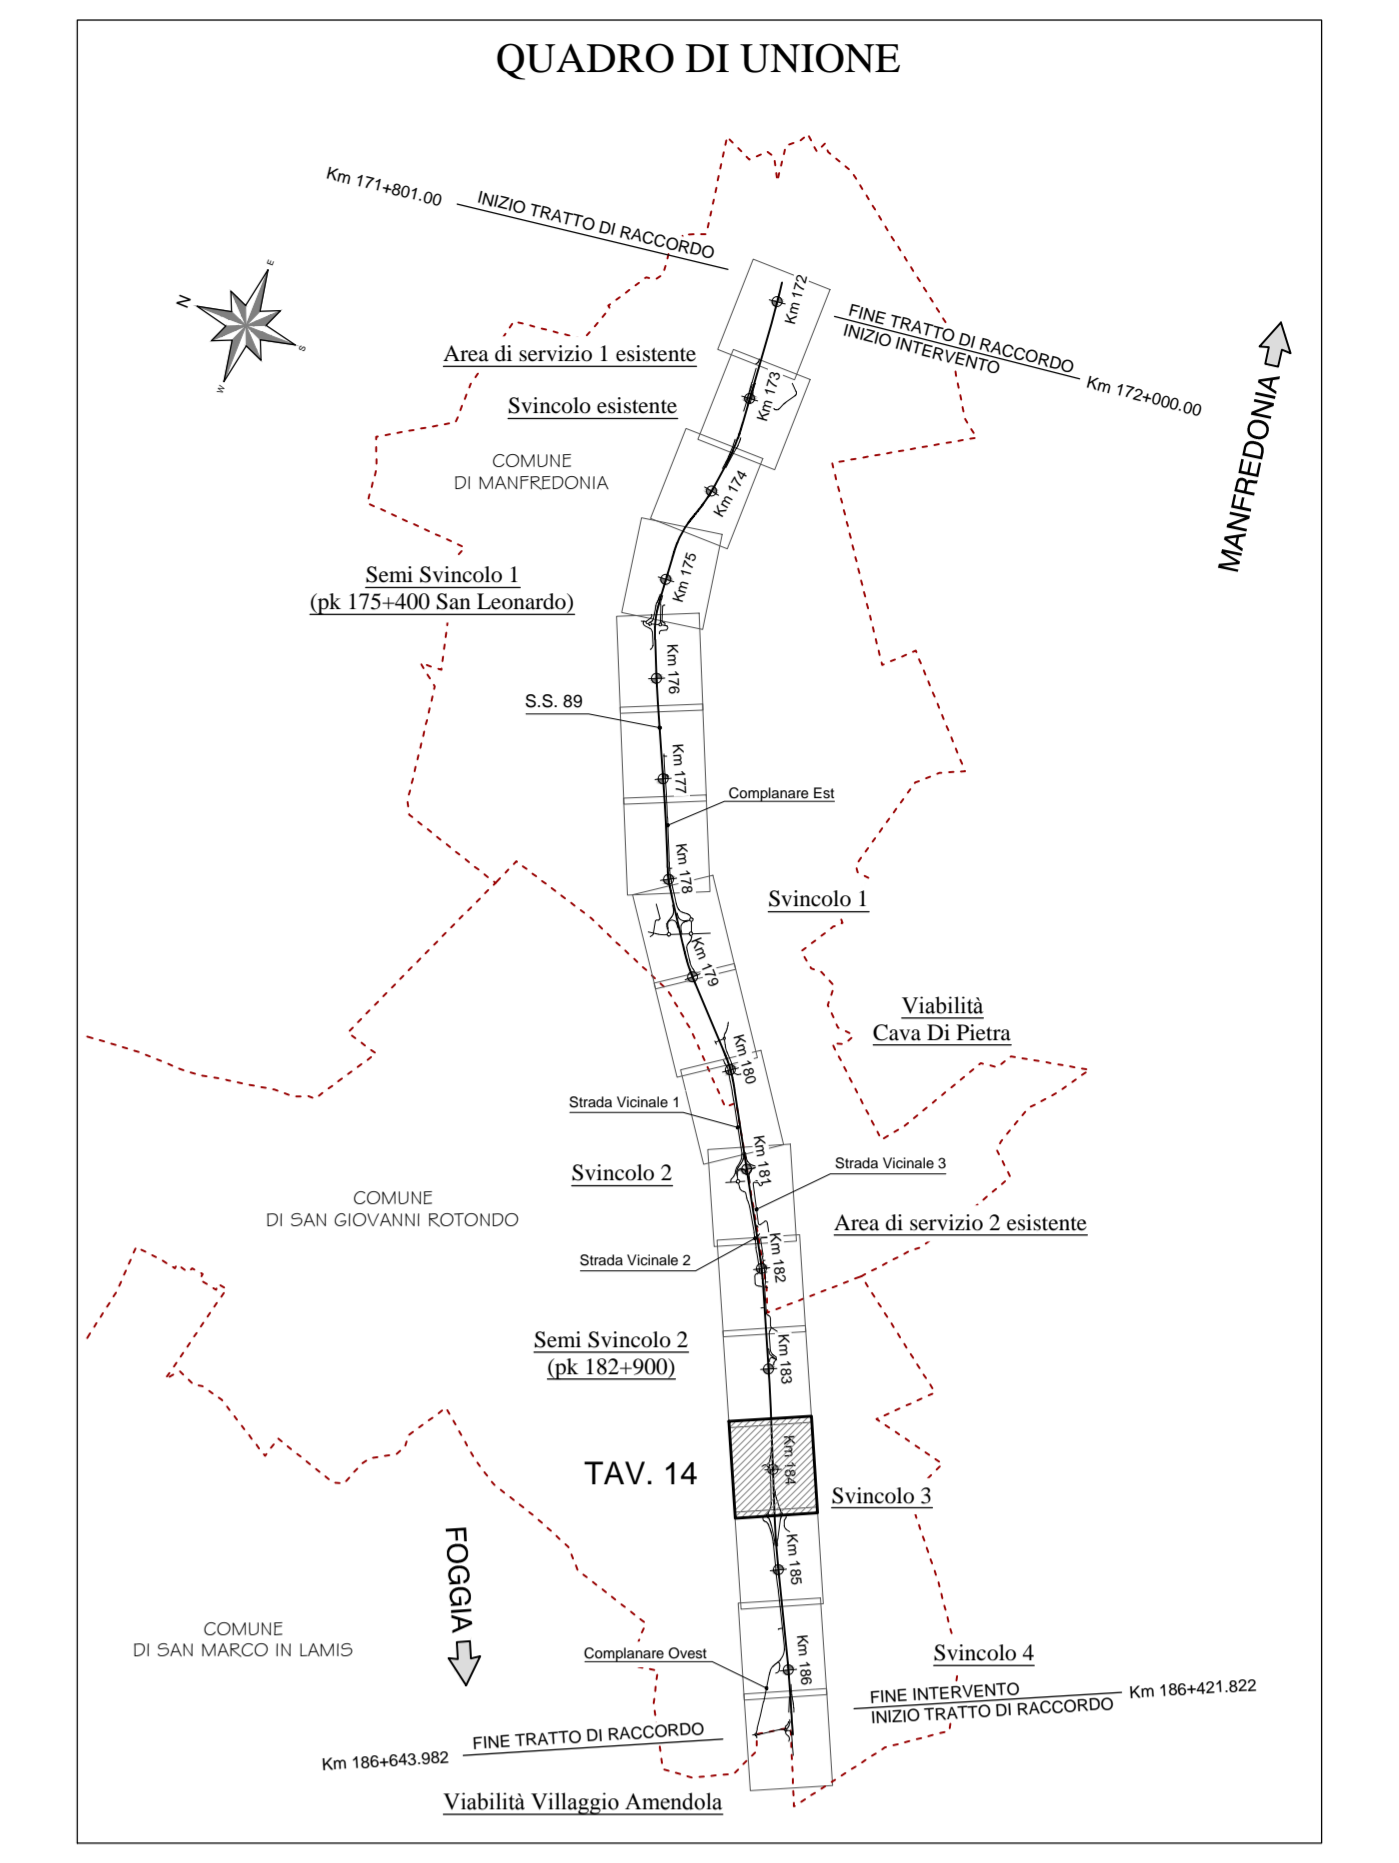 QUADRO DI UNIONE
Km 171+801.00
INIZIO TRATTO DI RACCORDO
N
E
S
W
Km 172
FINE TRATTO DI RACCORDO
INIZIO INTERVENTO
Km 172+000.00
MANFREDONIA
Area di servizio 1 esistente
Km 173
Svincolo esistente
COMUNE
DI MANFREDONIA
Km 174
Semi Svincolo 1
(pk 175+400 San Leonardo)
Km 175
Km 176
S.S. 89
Km 177
Complanare Est
Km 178
Svincolo 1
Km 179
Viabilità
Cava Di Pietra
Km 180
Strada Vicinale 1
Km 181
Svincolo 2
Strada Vicinale 3
COMUNE
DI SAN GIOVANNI ROTONDO
Area di servizio 2 esistente
Strada Vicinale 2
Km 182
Semi Svincolo 2
(pk 182+900)
Km 183
TAV. 14
Km 184
Svincolo 3
FOGGIA
Km 185
COMUNE
DI SAN MARCO IN LAMIS
Complanare Ovest
Km 186
Svincolo 4
FINE INTERVENTO
INIZIO TRATTO DI RACCORDO
Km 186+421.822
FINE TRATTO DI RACCORDO
Km 186+643.982
Viabilità Villaggio Amendola